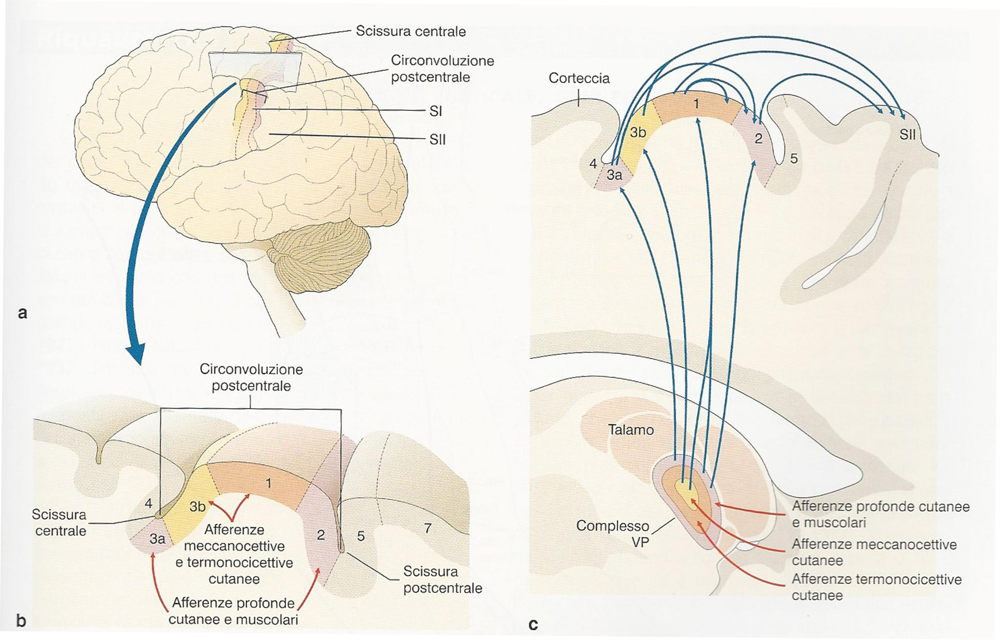 Scissura centrale
Circonvoluzione
postcentrale
SI
SII
a
Circonvoluzione
postcentrale
1
4
3b
Scissura
centrale
3a
2
5
7
Afferenze
meccanocettive
e termonocicettive
cutanee
Scissura
postcentrale
Afferenze profonde
cutanee e muscolari
b
Corteccia
1
3b
2
SII
4
3a
5
Talamo
Complesso
VP
Afferenze profonde cutanee
e muscolari
Afferenze meccanocettive
cutanee
Afferenze termonocicettive
cutanee
c